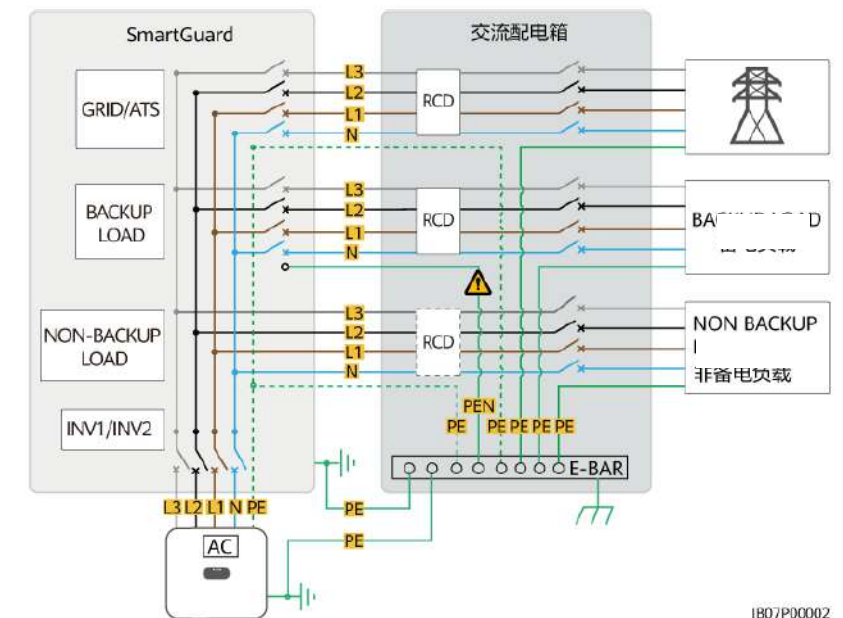 SmartGuard
交流配电箱
GRID/ATS
L3
L2
L1
N
RCD
BACKUP
LOAD
L3
L2
L1
N
RCD
NON-BACKUP
LOAD
L3
L2
L1
N
RCD
NON BACKUP
非备电负载
INV1/INV2
PEN
PE PE PE PE PE
E-BAR
L3 L2 L1 N PE
PE
PE
AC
IB07P00002